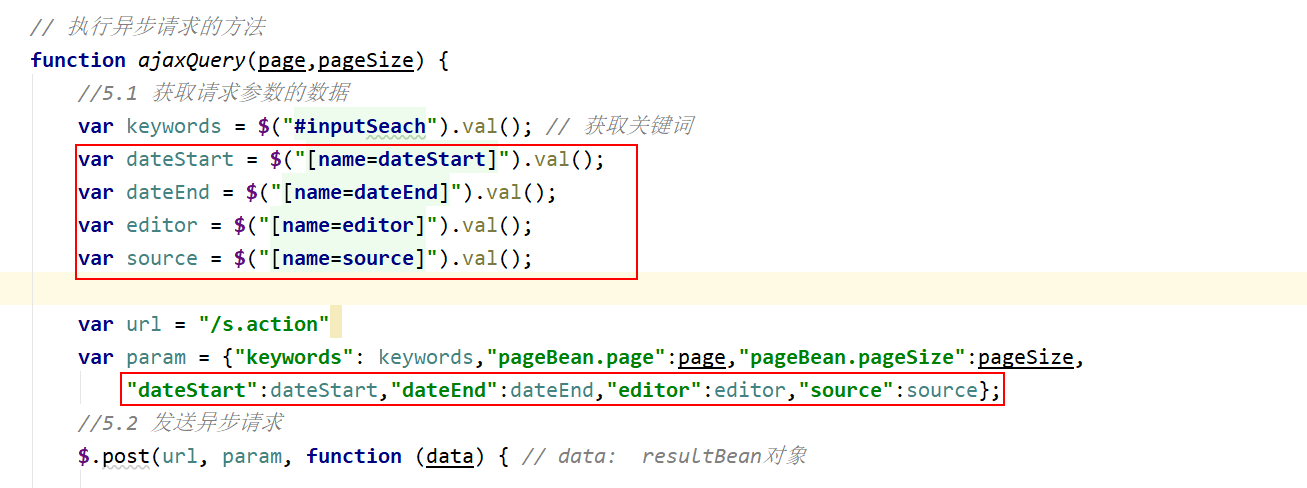 // 执行异步请求的方法
function ajaxQuery(page,pageSize) {
//5.1 获取请求参数的数据
var keywords = $("#inputSeach").val(); // 获取关键词
var dateStart = $("[name=dateStart]").val();
var dateEnd = $("[name=dateEnd]").val();
var editor = $("[name=editor]").val();
var source = $("[name=source]").val();
var url = "/s.action"
var param = {"keywords": keywords,"pageBean.page":page,"pageBean.pageSize":pageSize,
"dateStart":dateStart,"dateEnd":dateEnd,"editor":editor,"source":source};
//5.2 发送异步请求
$.post(url, param, function (data) { // data: resultBean对象